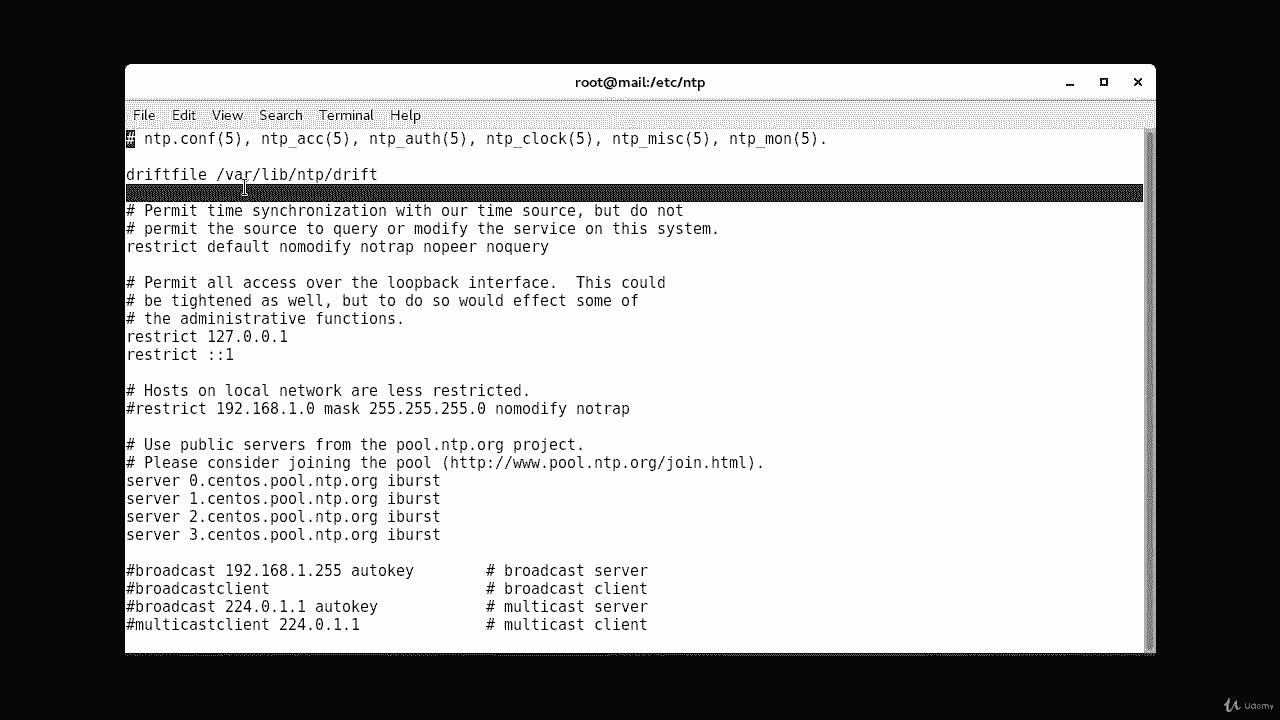 root@mail:/etc/ntp
File Edit View Search Terminal Help
# ntp.conf(5), ntp_acc(5), ntp_auth(5), ntp_clock(5), ntp_misc(5), ntp_mon(5).
driftfile /var/lib/ntp/drift
# Permit time synchronization with our time source, but do not
# permit the source to query or modify the service on this system.
restrict default nomodify notrap nopeer noquery
# Permit all access over the loopback interface.  This could
# be tightened as well, but to do so would effect some of
# the administrative functions.
restrict 127.0.0.1
restrict ::1
# Hosts on local network are less restricted.
#restrict 192.168.1.0 mask 255.255.255.0 nomodify notrap
# Use public servers from the pool.ntp.org project.
# Please consider joining the pool (http://www.pool.ntp.org/join.html).
server 0.centos.pool.ntp.org iburst
server 1.centos.pool.ntp.org iburst
server 2.centos.pool.ntp.org iburst
server 3.centos.pool.ntp.org iburst
#broadcast 192.168.1.255 autokey        # broadcast server
#broadcastclient                        # broadcast client
#broadcast 224.0.1.1 autokey            # multicast server
#multicastclient 224.0.1.1              # multicast client
Udemy